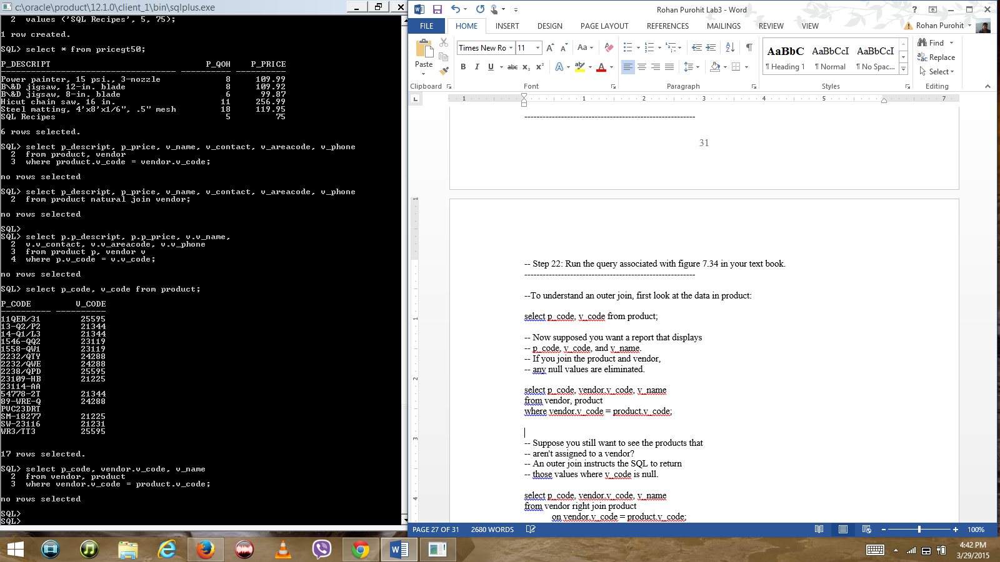 c:\oracle\product\12.1.0\client_1\bin\sqlplus.exe
  2  values ('SQL Recipes', 5, 75);
1 row created.
SQL> select * from pricegt50;
P_DESCRIPT                               P_QOH    P_PRICE
----------------------------------- ---------- ----------
Power painter, 15 psi., 3-nozzle             8     109.99
B\&D jigsaw, 12-in. blade                    8     109.92
B\&D jigsaw, 8-in. blade                     6      99.87
Hicut chain saw, 16 in.                     11     256.99
Steel matting, 4'x8'x1/6", .5" mesh         18     119.95
SQL Recipes                                  5         75
6 rows selected.
SQL> select p_descript, p_price, v_name, v_contact, v_areacode, v_phone
  2  from product, vendor
  3  where product.v_code = vendor.v_code;
no rows selected
SQL> select p_descript, p_price, v_name, v_contact, v_areacode, v_phone
  2  from product natural join vendor;
no rows selected
SQL>
SQL> select p.p_descript, p.p_price, v.v_name,
  2  v.v_contact, v.v_areacode, v.v_phone
  3  from product p, vendor v
  4  where p.v_code = v.v_code;
no rows selected
SQL> select p_code, v_code from product;
P_CODE         V_CODE
---------- ----------
11QER/31        25595
13-Q2/P2        21344
14-Q1/L3        21344
1546-QQ2        23119
1558-QW1        23119
2232/QTY        24288
2232/QWE        24288
2238/QPD        25595
23109-HB        21225
23114-AA
54778-2T        21344
89-WRE-Q        24288
PVC23DRT
SM-18277        21225
SW-23116        21231
WR3/TT3         25595
17 rows selected.
SQL> select p_code, vendor.v_code, v_name
  2  from vendor, product
  3  where vendor.v_code = product.v_code;
no rows selected
SQL>
SQL>
Rohan Purohit Lab3 - Word
FILE HOME INSERT DESIGN PAGE LAYOUT REFERENCES MAILINGS REVIEW VIEW Rohan Purohit
Times New Ro 11 A A Aa
Paste B I U abc x₂ x² A A
AaBbC AaBbCcI AaBbCcI
¶ Heading 1 ¶ Normal ¶ No Spac...
Find
Replace
Select
Clipboard Font Paragraph Styles Editing
L 1 1 2 3 4 5 7
--------------------------------------------------------
31
-- Step 22: Run the query associated with figure 7.34 in your text book.
--------------------------------------------------------
--To understand an outer join, first look at the data in product:
select p_code, v_code from product;
-- Now supposed you want a report that displays
-- p_code, v_code, and v_name.
-- If you join the product and vendor,
-- any null values are eliminated.
select p_code, vendor.v_code, v_name
from vendor, product
where vendor.v_code = product.v_code;
-- Suppose you still want to see the products that
-- aren't assigned to a vendor?
-- An outer join instructs the SQL to return
-- those values where v_code is null.
select p_code, vendor.v_code, v_name
from vendor right join product
on vendor.v_code = product.v_code;
1
1
2
3
4
PAGE 27 OF 31 2680 WORDS 100%
4:42 PM
3/29/2015